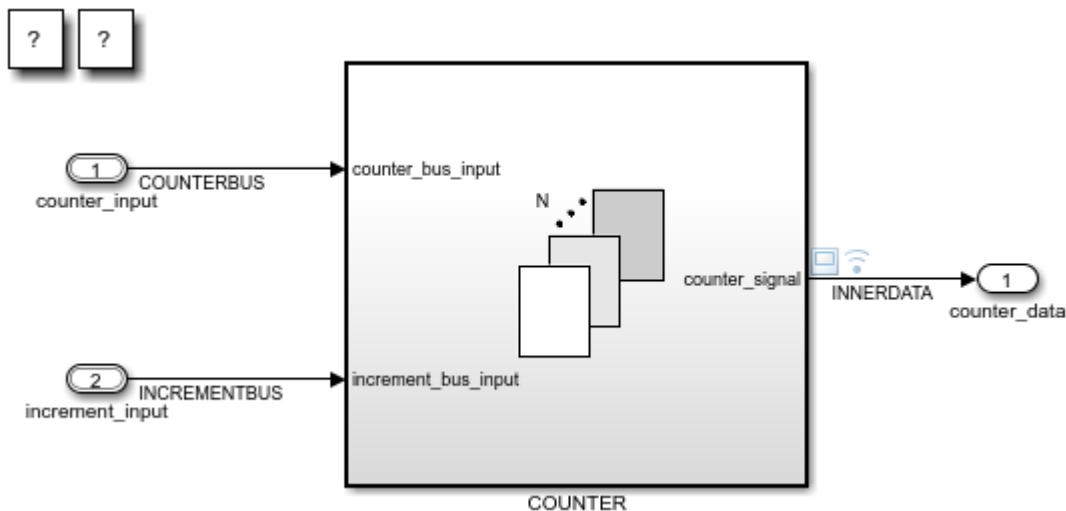 ? ?
1
COUNTERBUS
counter_input
counter_bus_input
N
counter_signal
INNERDATA
1
counter_data
2
INCREMENTBUS
increment_input
increment_bus_input
COUNTER